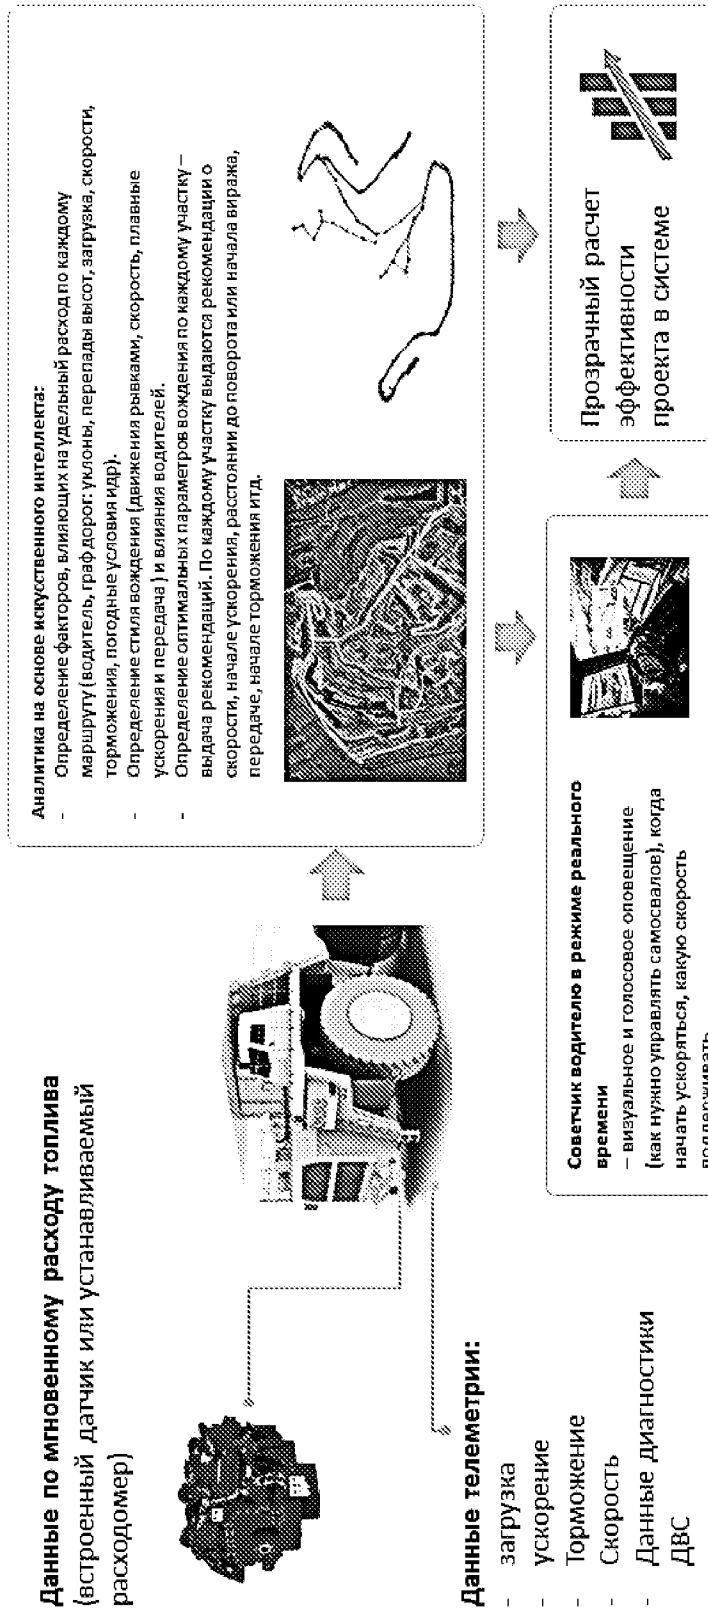 Данные по мгновенному расходу топлива
(встроенный датчик или устанавливаемый
расходомер)
Данные телеметрии:
- загрузка
- ускорение
- Торможение
- Скорость
- Данные диагностики
ДВС
Аналитика на основе искусственного интеллекта:
- Определение факторов, влияющих на удельный расход по каждому
маршруту (водитель, граф дорог: уклоны, перепады высот, загрузка, скорости,
торможения, погодные условия идр).
- Определение стиля вождения (движения рывками, скорость, плавные
ускорения и передача ) и влияния водителей.
- Определение оптимальных параметров вождения по каждому участку –
выдача рекомендаций. По каждому участку выдаются рекомендации о
скорости, начале ускорения, расстоянии до поворота или начала виража,
передаче, начале торможения итд.
Советчик водителю в режиме реального
времени
– визуальное и голосовое оповещение
(как нужно управлять самосвалов), когда
начать ускоряться, какую скорость
поддерживать
Прозрачный расчет
эффективности
проекта в системе